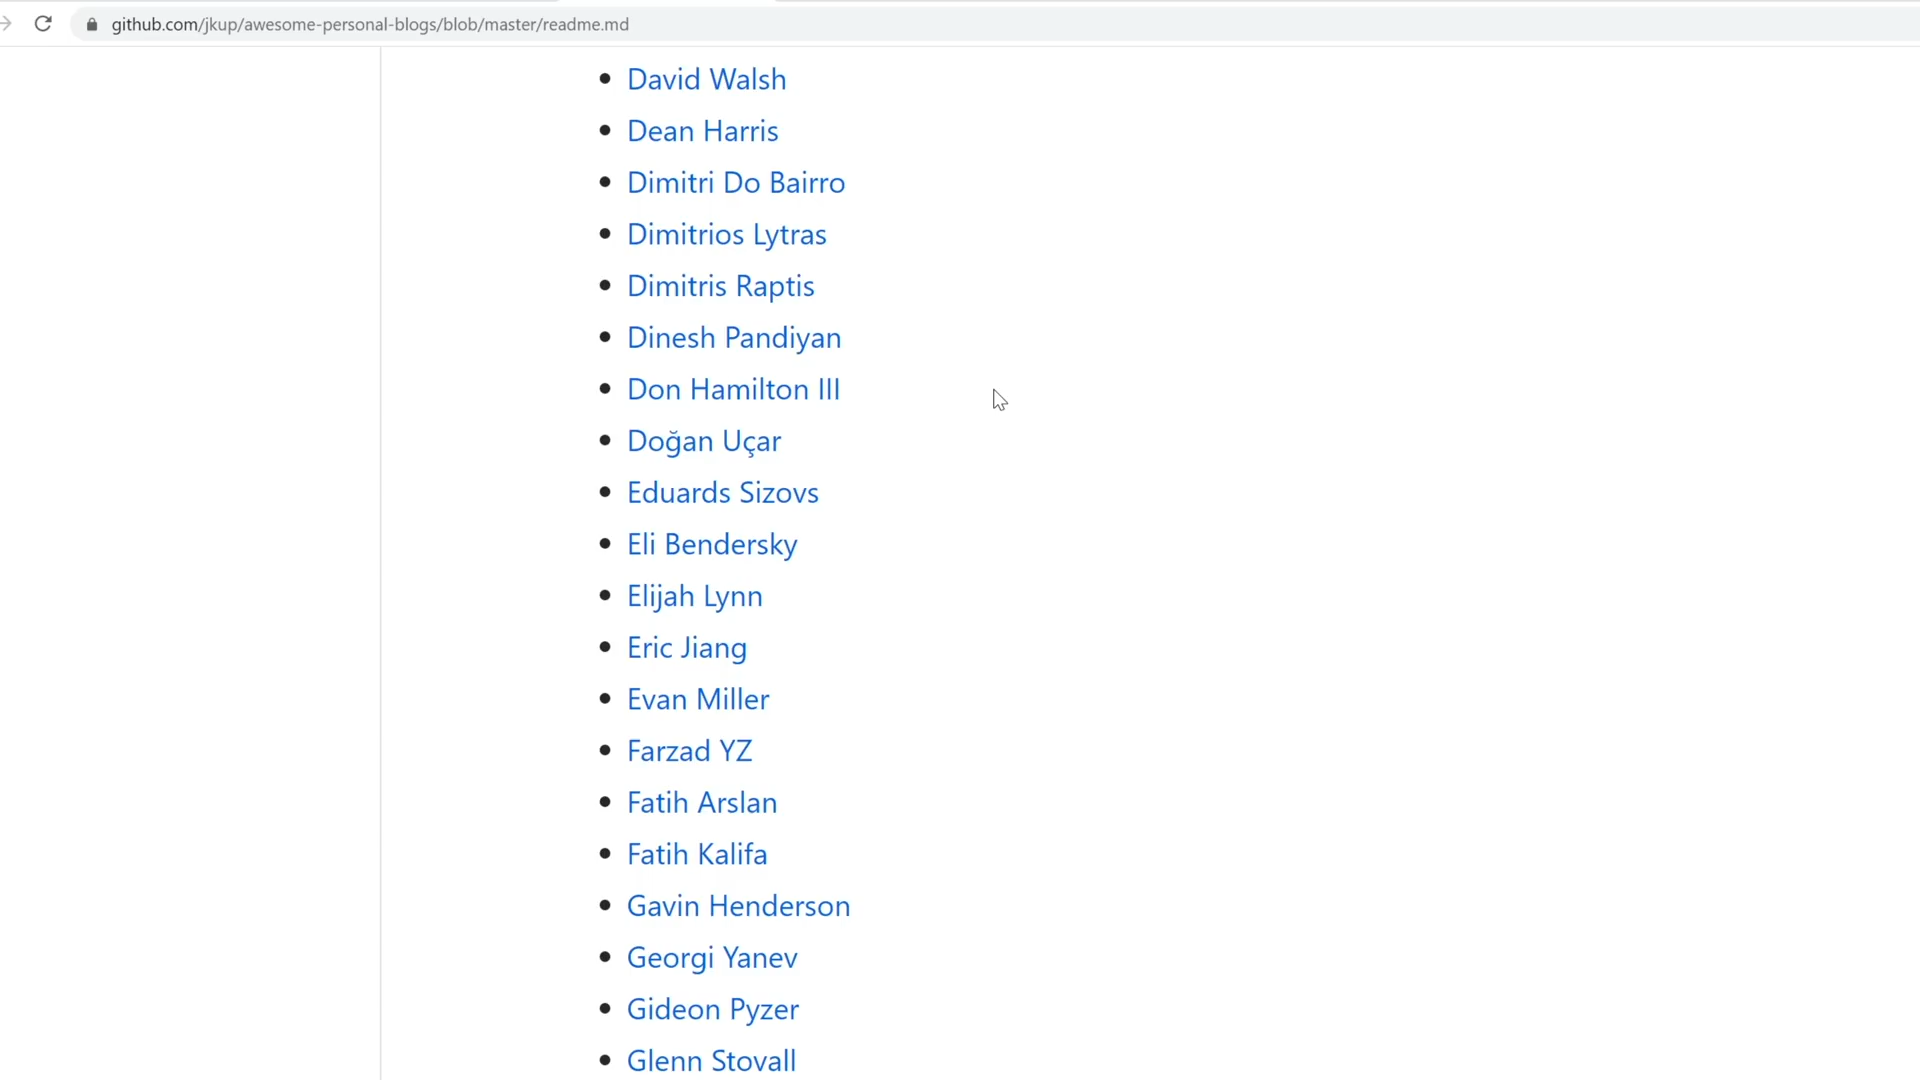 github.com/jkup/awesome-personal-blogs/blob/master/readme.md
David Walsh
Dean Harris
Dimitri Do Bairro
Dimitrios Lytras
Dimitris Raptis
Dinesh Pandiyan
Don Hamilton III
Doğan Uçar
Eduards Sizovs
Eli Bendersky
Elijah Lynn
Eric Jiang
Evan Miller
Farzad YZ
Fatih Arslan
Fatih Kalifa
Gavin Henderson
Georgi Yanev
Gideon Pyzer
Glenn Stovall